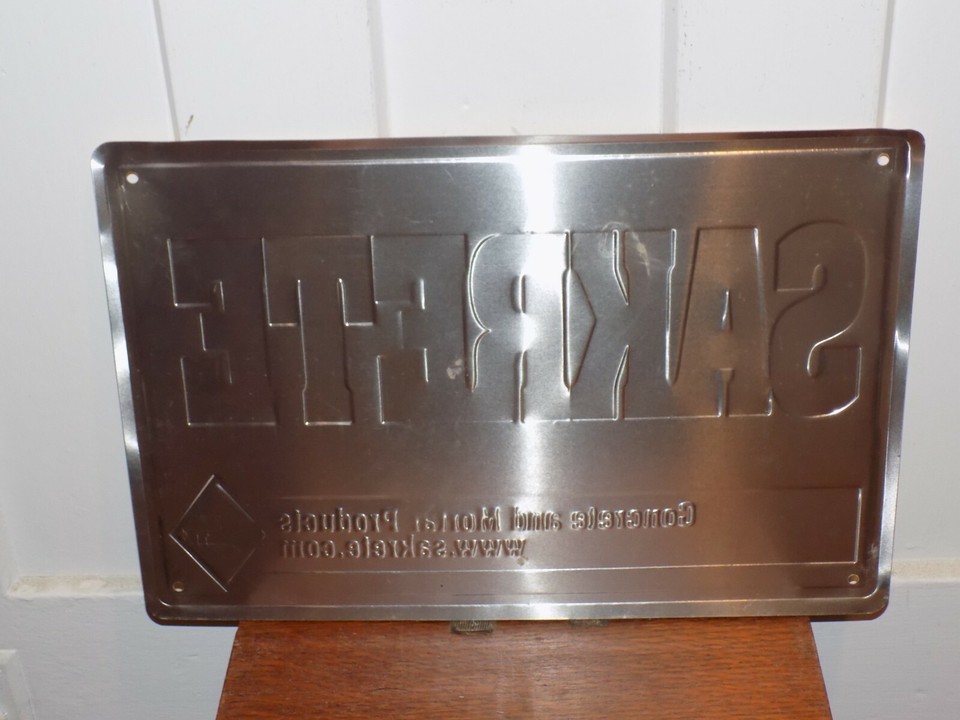 SAKRETE
Concrete and Mortar Products
www.sakrete.com